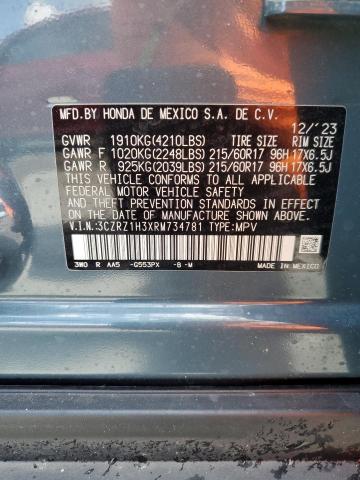 MFD.BY HONDA DE MEXICO S.A. DE C.V.
12/'23
GVWR 1910KG(4210LBS) TIRE SIZE RIM SIZE
GAWR F 1020KG(2248LBS) 215/60R17 96H 17X6.5J
GAWR R 925KG(2039LBS) 215/60R17 96H 17X6.5J
THIS VEHICLE CONFORMS TO ALL APPLICABLE
FEDERAL MOTOR VEHICLE SAFETY AND
BUMPER STANDARDS IN EFFECT ON THE DATE
OF MANUFACTURE SHOWN ABOVE.
V.I.N.:3CZRZ1H3XRM734781 TYPE:MPV
3W0 R AA5 -G553PX -B-M
MADE IN MEXICO